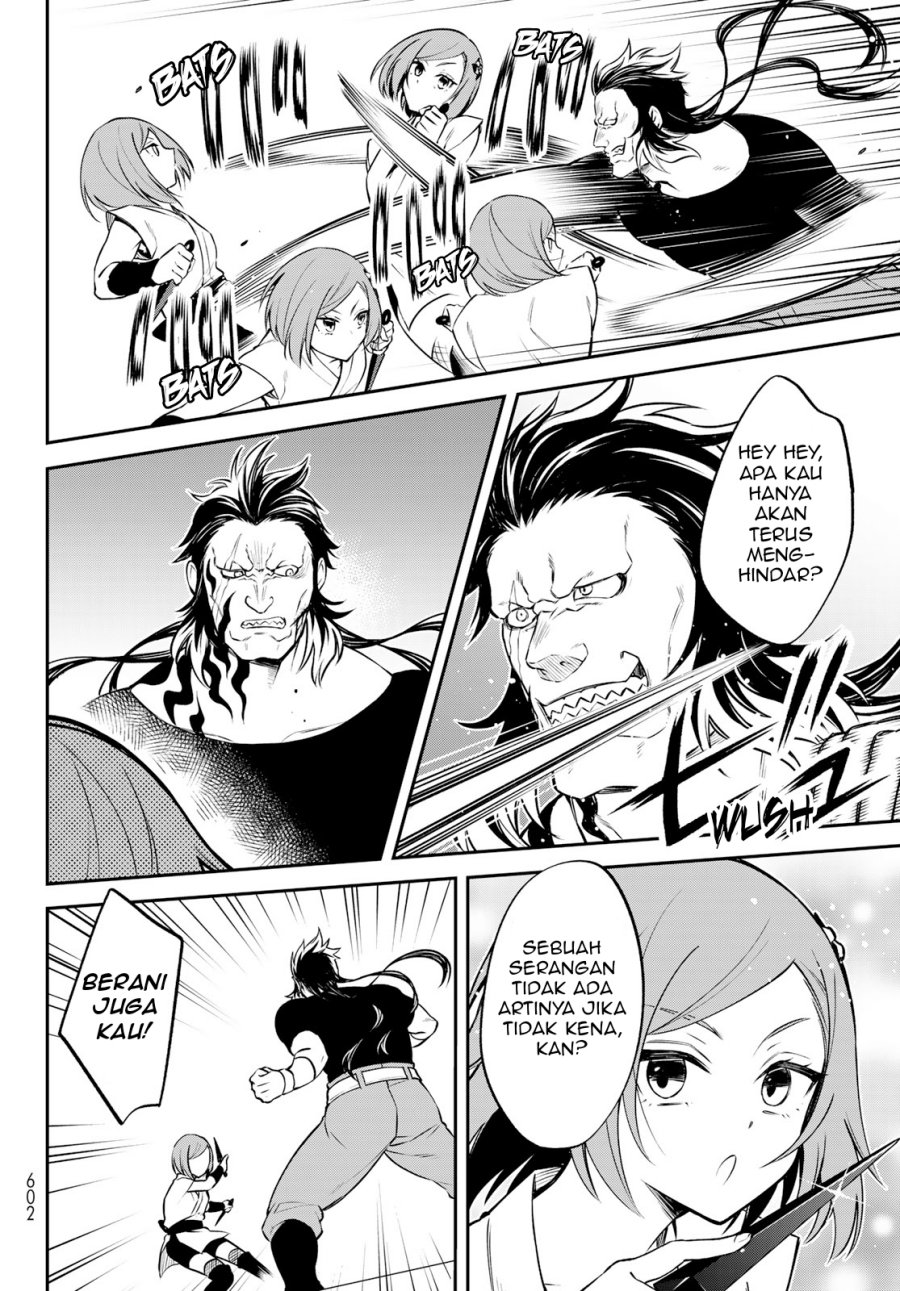 BATS
BATS
BATS
BATS
HEY HEY,
APA KAU
HANYA
AKAN
TERUS
MENG-
HINDAR?
WUSH
SEBUAH
SERANGAN
TIDAK ADA
ARTINYA JIKA
TIDAK KENA,
KAN?
BERANI
JUGA
KAU!
602